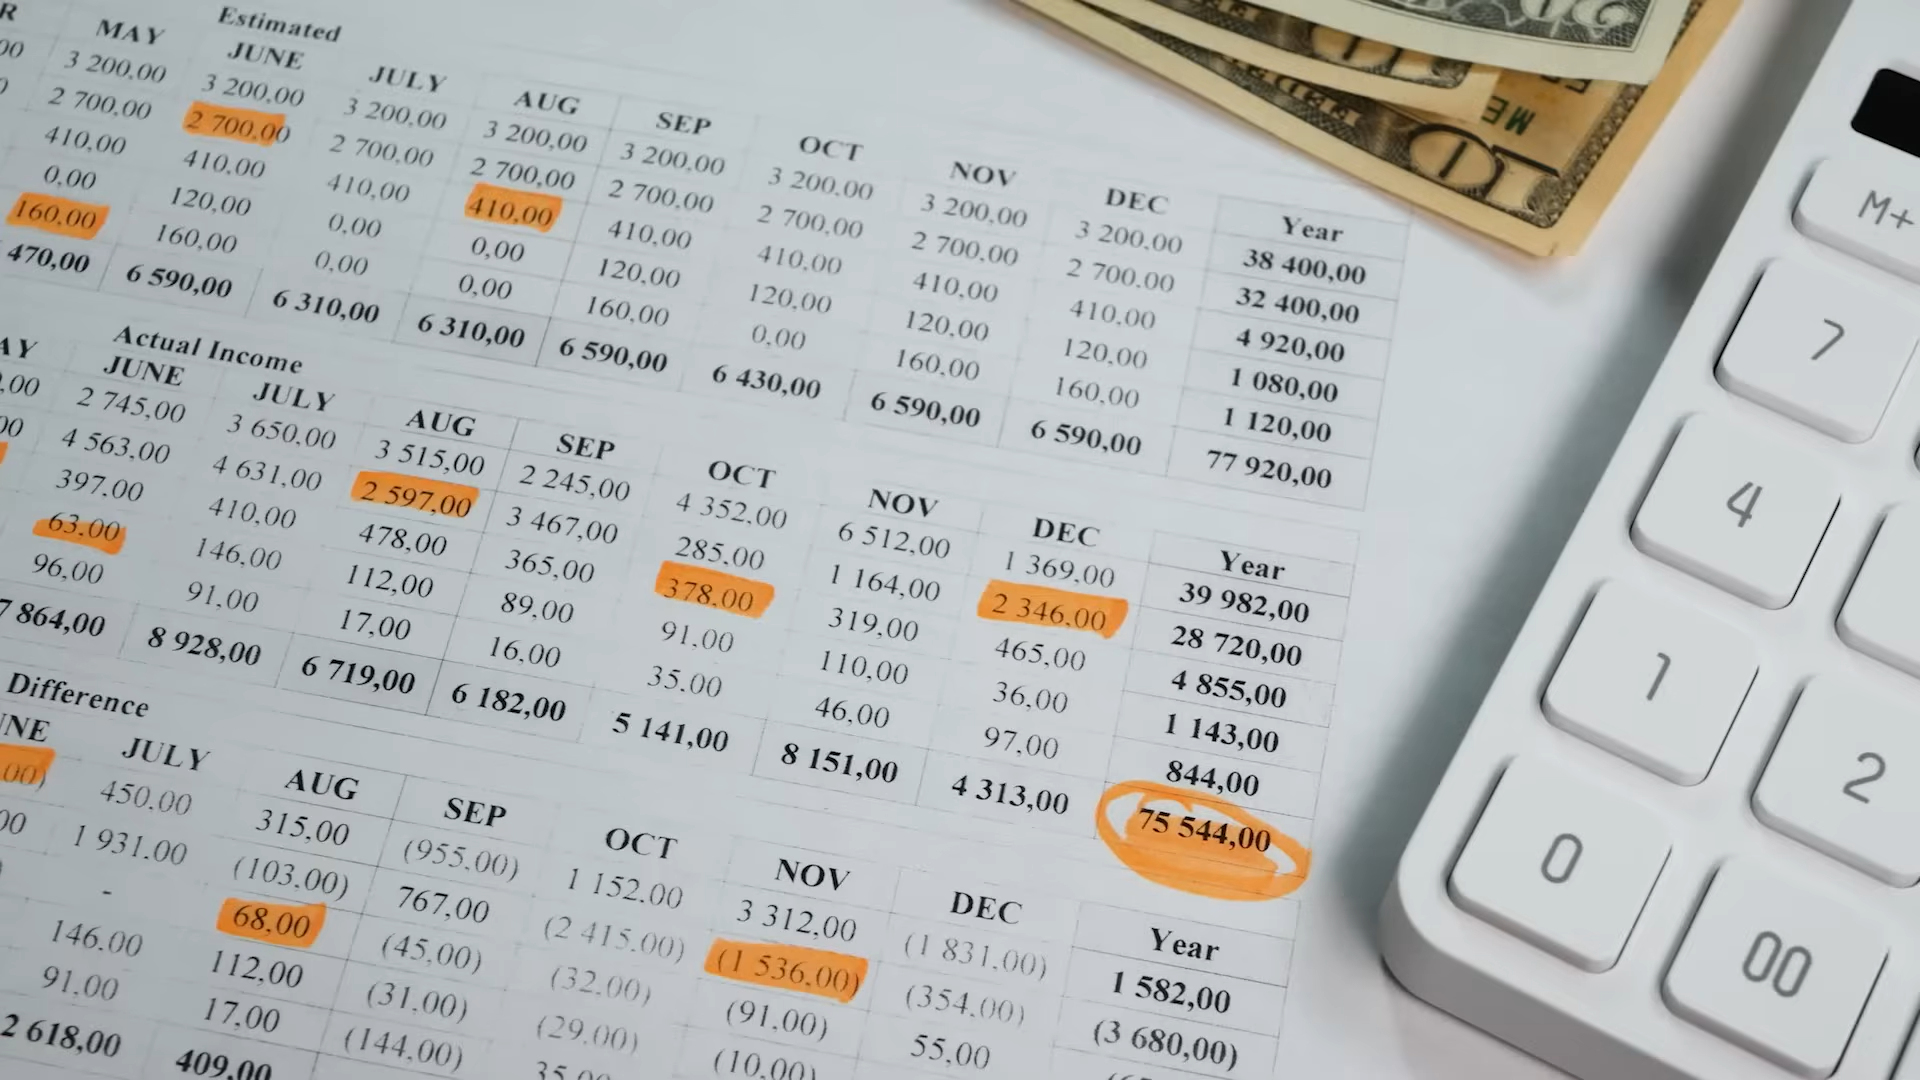 Estimated
R MAY JUNE JULY AUG SEP OCT NOV DEC Year
00 3 200,00 3 200,00 3 200,00 3 200,00 3 200,00 3 200,00 3 200,00 3 200,00 38 400,00
2 700,00 2 700,00 2 700,00 2 700,00 2 700,00 2 700,00 2 700,00 2 700,00 32 400,00
410,00 410,00 410,00 410,00 410,00 410,00 410,00 410,00 4 920,00
0,00 120,00 0,00 0,00 120,00 120,00 120,00 120,00 1 080,00
160,00 160,00 0,00 0,00 160,00 0,00 160,00 160,00 1 120,00
470,00 6 590,00 6 310,00 6 310,00 6 590,00 6 430,00 6 590,00 6 590,00 77 920,00
Actual Income
AY JUNE JULY AUG SEP OCT NOV DEC Year
,00 2 745,00 3 650,00 3 515,00 2 245,00 4 352,00 6 512,00 1 369,00 39 982,00
00 4 563,00 4 631,00 2 597,00 3 467,00 285,00 1 164,00 2 346,00 28 720,00
397,00 410,00 478,00 365,00 378,00 319,00 465,00 4 855,00
63,00 146,00 112,00 89,00 91,00 110,00 36,00 1 143,00
96,00 91,00 17,00 16,00 35,00 46,00 97,00 844,00
7 864,00 8 928,00 6 719,00 6 182,00 5 141,00 8 151,00 4 313,00 75 544,00
Difference
NE JULY AUG SEP OCT NOV DEC Year
00) 450,00 315,00 (955,00) 1 152,00 3 312,00 (1 831,00) 1 582,00
00 1 931,00 (103,00) 767,00 (2 415,00) (1 536,00) (354,00) (3 680,00)
- 68,00 (45,00) (32,00) (91,00) 55,00
146,00 112,00 (31,00) (29,00) (10,00)
91,00 17,00 (144,00)
2 618,00 409,00
M+
7
4
1
2
0
00